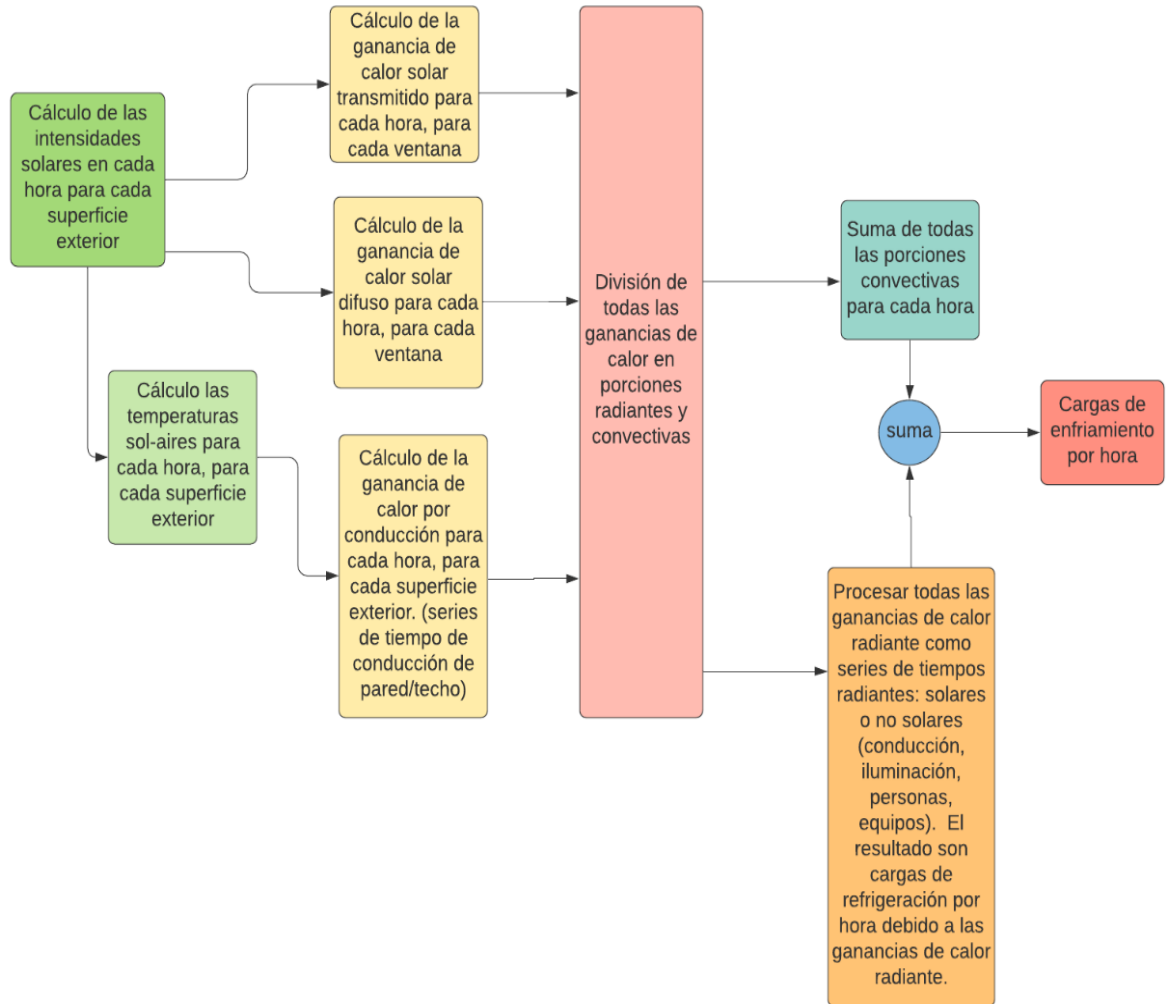 Cálculo de las
intensidades
solares en cada
hora para cada
superficie
exterior
Cálculo de la
ganancia de
calor solar
transmitido para
cada hora, para
cada ventana
Cálculo de la
ganancia de
calor solar
difuso para cada
hora, para cada
ventana
Cálculo las
temperaturas
sol-aires para
cada hora, para
cada superficie
exterior
Cálculo de la
ganancia de
calor por
conducción para
cada hora, para
cada superficie
exterior. (series
de tiempo de
conducción de
pared/techo)
División de
todas las
ganancias de
calor en
porciones
radiantes y
convectivas
Suma de todas
las porciones
convectivas
para cada hora
suma
Cargas de
enfriamiento
por hora
Procesar todas las
ganancias de calor
radiante como
series de tiempos
radiantes: solares
o no solares
(conducción,
iluminación,
personas,
equipos).  El
resultado son
cargas de
refrigeración por
hora debido a las
ganancias de calor
radiante.